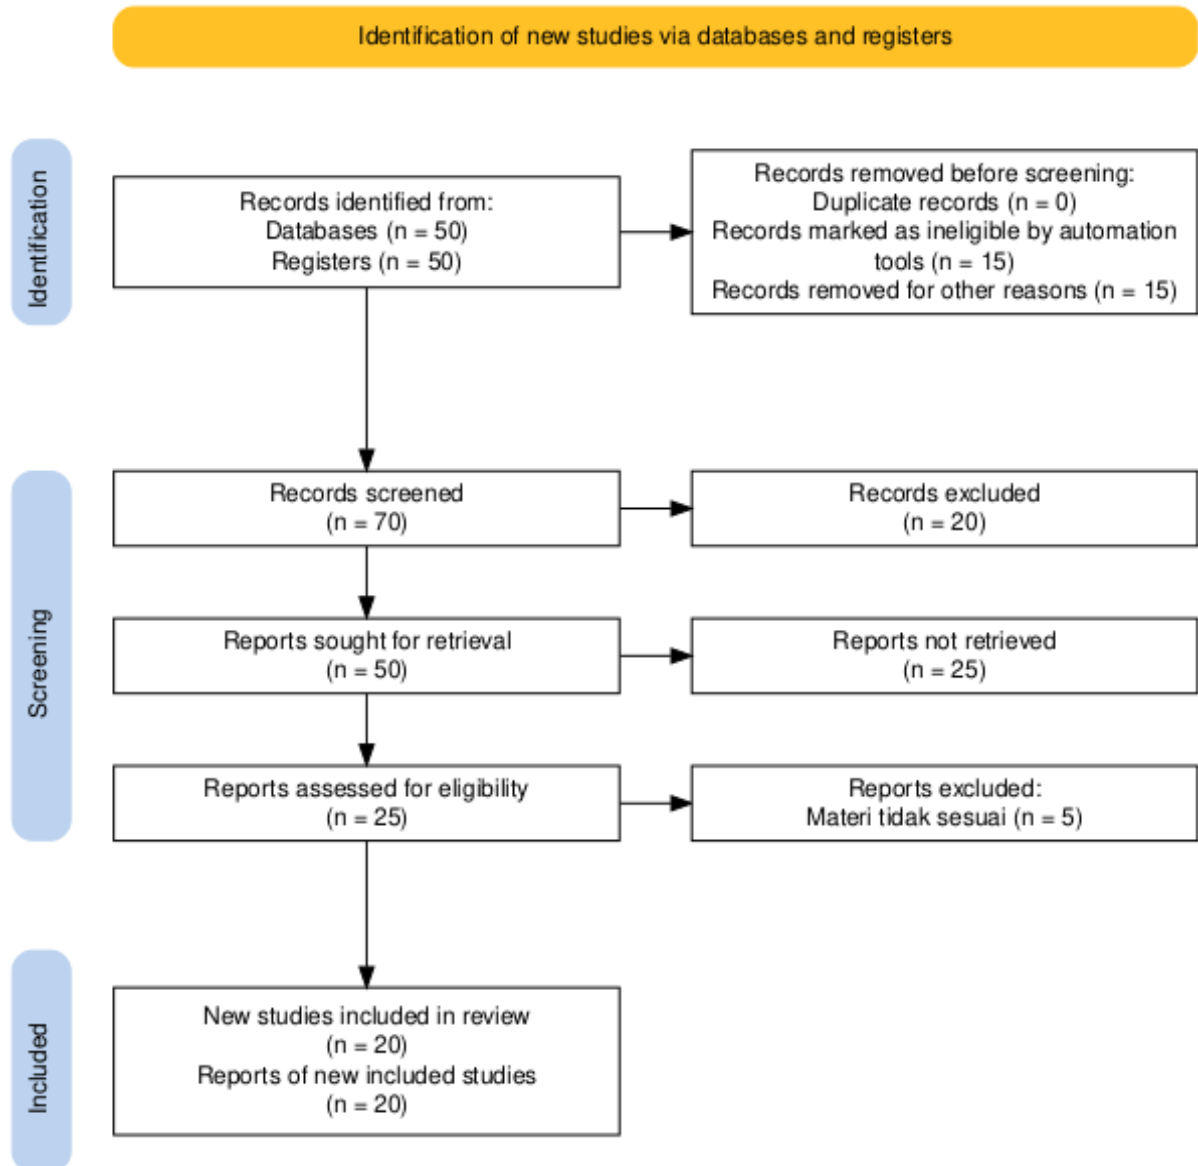 Identification of new studies via databases and registers
Identification
Records identified from:
Databases (n = 50)
Registers (n = 50)
Records removed before screening:
Duplicate records (n = 0)
Records marked as ineligible by automation
tools (n = 15)
Records removed for other reasons (n = 15)
Screening
Records screened
(n = 70)
Records excluded
(n = 20)
Reports sought for retrieval
(n = 50)
Reports not retrieved
(n = 25)
Reports assessed for eligibility
(n = 25)
Reports excluded:
Materi tidak sesuai (n = 5)
Included
New studies included in review
(n = 20)
Reports of new included studies
(n = 20)